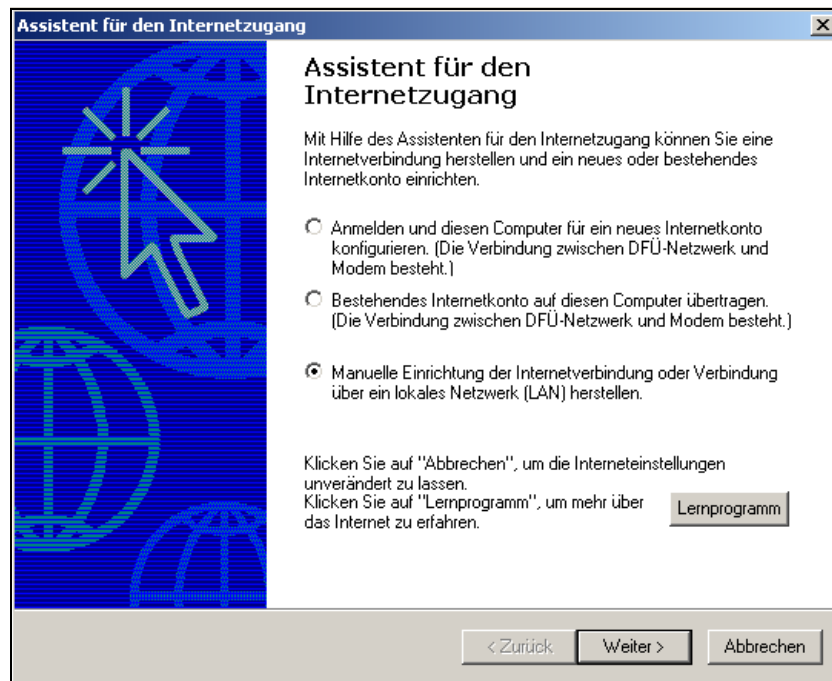 Assistent für den Internetzugang
Assistent für den
Internetzugang
Mit Hilfe des Assistenten für den Internetzugang können Sie eine
Internetverbindung herstellen und ein neues oder bestehendes
Internetkonto einrichten.
Anmelden und diesen Computer für ein neues Internetkonto
konfigurieren. (Die Verbindung zwischen DFÜ-Netzwerk und
Modem besteht.)
Bestehendes Internetkonto auf diesen Computer übertragen.
(Die Verbindung zwischen DFÜ-Netzwerk und Modem besteht.)
Manuelle Einrichtung der Internetverbindung oder Verbindung
über ein lokales Netzwerk (LAN) herstellen.
Klicken Sie auf "Abbrechen", um die Interneteinstellungen
unverändert zu lassen.
Klicken Sie auf "Lernprogramm", um mehr über
das Internet zu erfahren.
Lernprogramm
< Zurück
Weiter >
Abbrechen